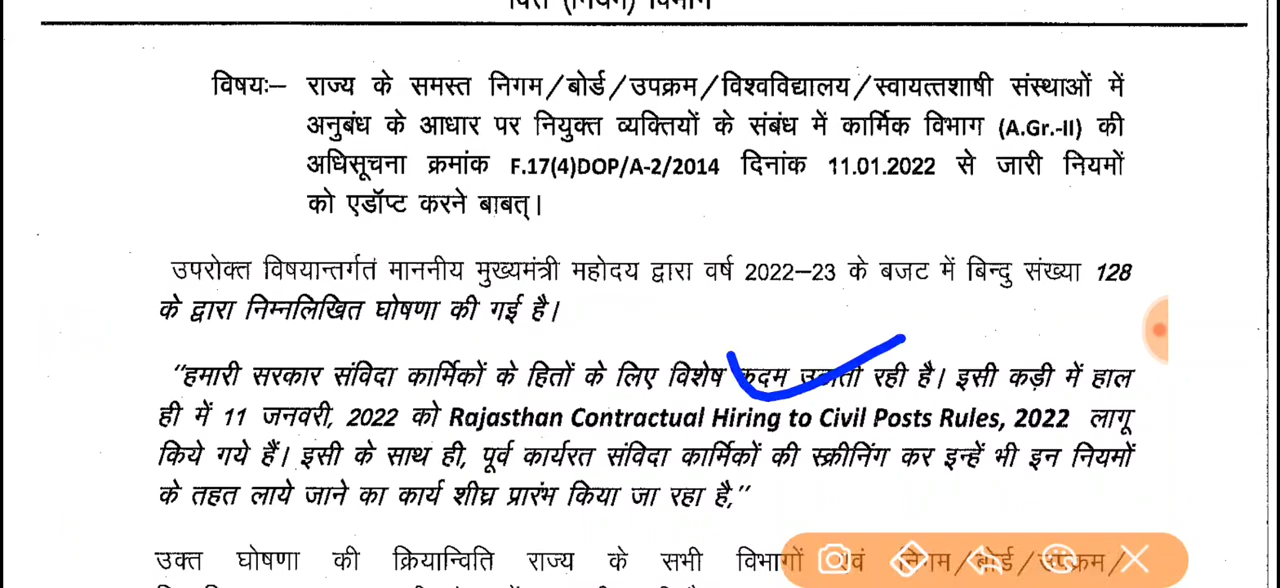 वित्त (नियम) विभाग
विषयः– राज्य के समस्त निगम/बोर्ड/उपक्रम/विश्वविद्यालय/स्वायत्तशाषी संस्थाओं में
अनुबंध के आधार पर नियुक्त व्यक्तियों के संबंध में कार्मिक विभाग (A.Gr.-II) की
अधिसूचना क्रमांक F.17(4)DOP/A-2/2014 दिनांक 11.01.2022 से जारी नियमों
को एडॉप्ट करने बाबत्।
उपरोक्त विषयान्तर्गत माननीय मुख्यमंत्री महोदय द्वारा वर्ष 2022–23 के बजट में बिन्दु संख्या 128
के द्वारा निम्नलिखित घोषणा की गई है।
"हमारी सरकार संविदा कार्मिकों के हितों के लिए विशेष कदम उठाती रही है। इसी कड़ी में हाल
ही में 11 जनवरी, 2022 को Rajasthan Contractual Hiring to Civil Posts Rules, 2022 लागू
किये गये हैं। इसी के साथ ही, पूर्व कार्यरत संविदा कार्मिकों की स्क्रीनिंग कर इन्हें भी इन नियमों
के तहत लाये जाने का कार्य शीघ्र प्रारंभ किया जा रहा है,"
उक्त घोषणा की क्रियान्विति राज्य के सभी विभागों एवं निगम/बोर्ड/उपक्रम/